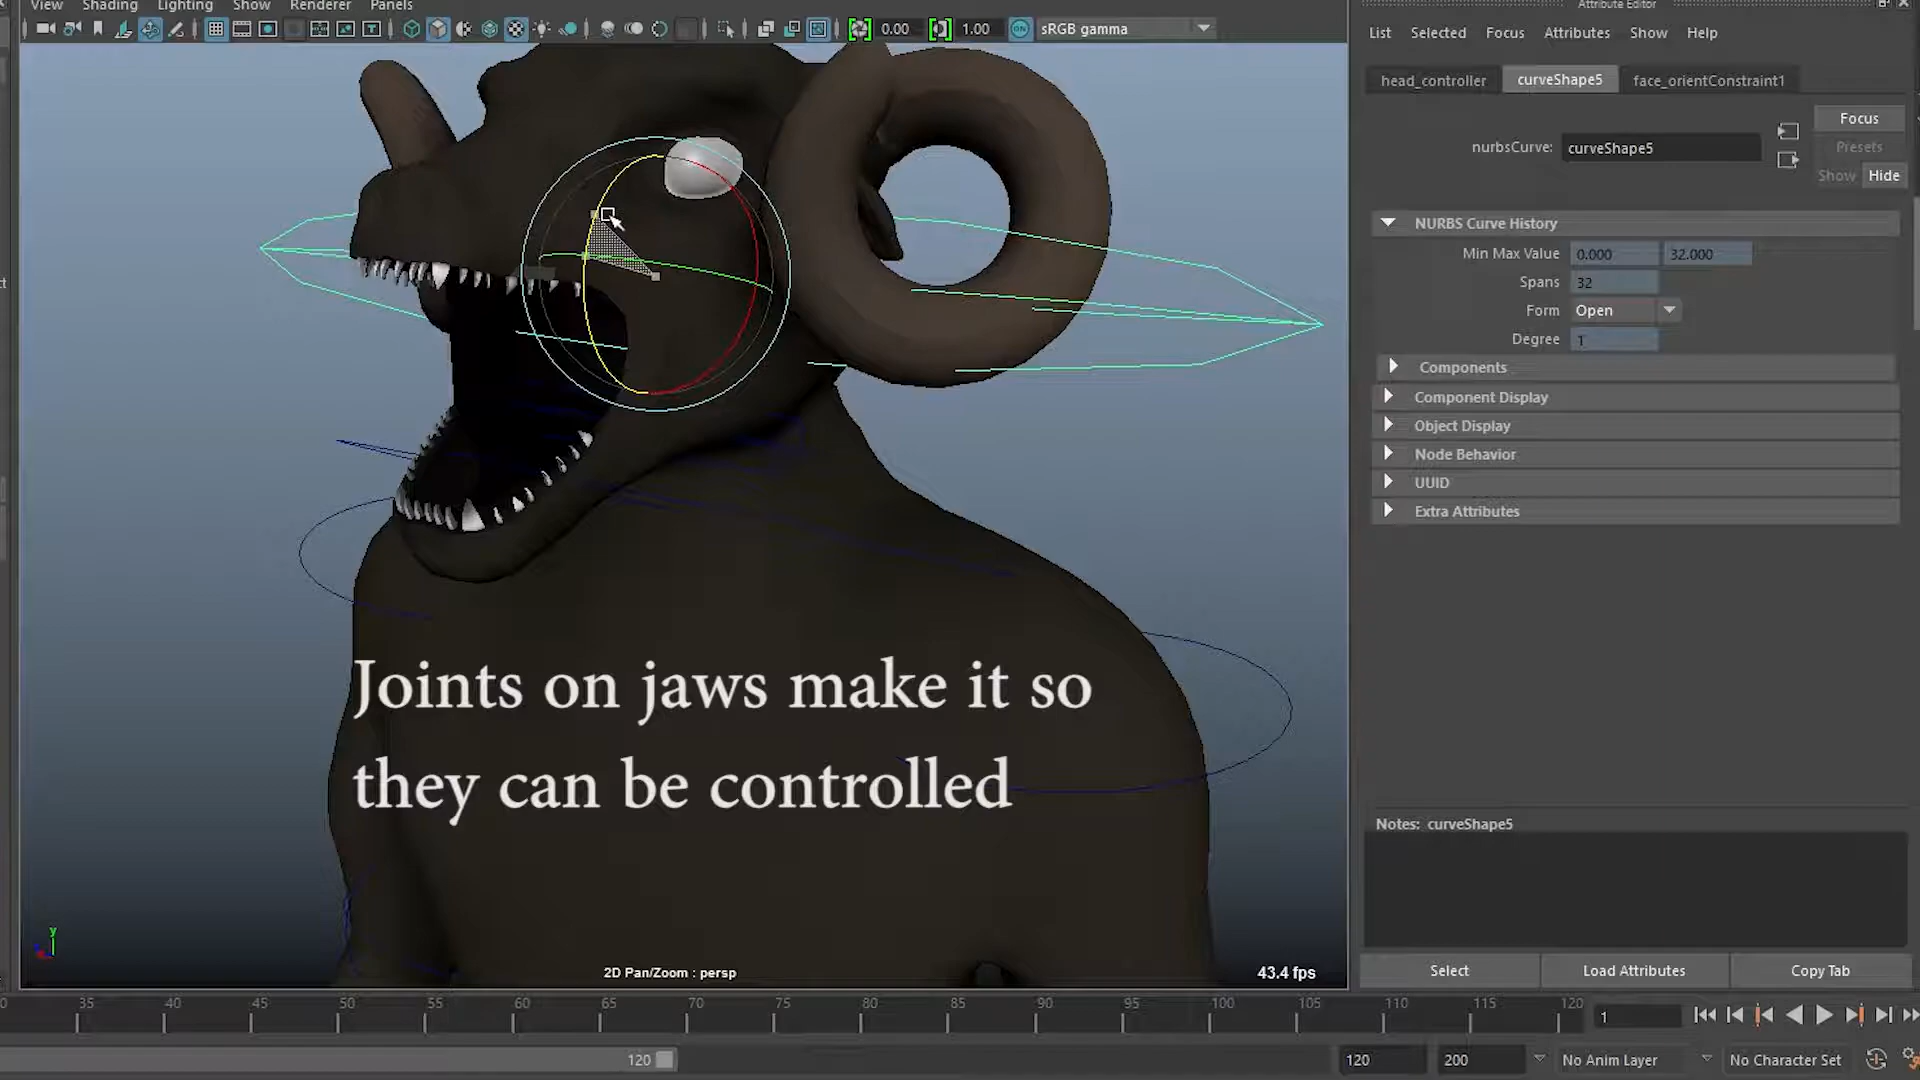 View Shading Lighting Show Renderer Panels
0.00 1.00 ON sRGB gamma
Attribute Editor
List Selected Focus Attributes Show Help
head_controller curveShape5 face_orientConstraint1
Focus
nurbsCurve: curveShape5
Presets
Show Hide
NURBS Curve History
Min Max Value 0.000 32.000
Spans 32
Form Open
Degree 1
Components
Component Display
Object Display
Node Behavior
UUID
Extra Attributes
Joints on jaws make it so
they can be controlled
Notes: curveShape5
y
2D Pan/Zoom : persp
43.4 fps
Select Load Attributes Copy Tab
35 40 45 50 55 60 65 70 75 80 85 90 95 100 105 110 115 120
1
120 120 200 No Anim Layer No Character Set